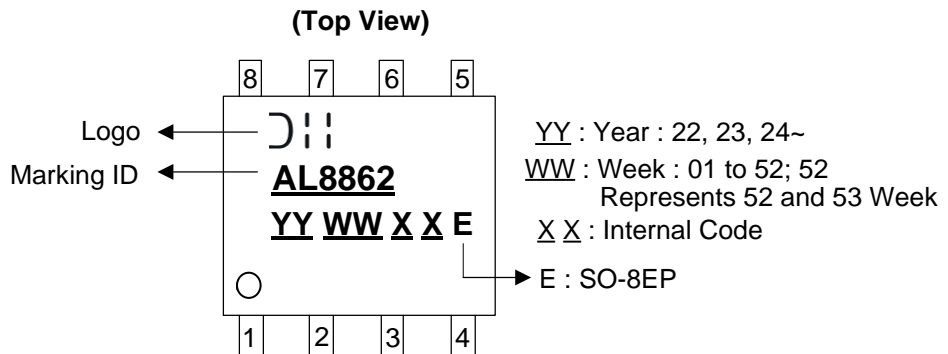 (Top View)
8 7 6 5
Logo
Marking ID
AL8862
YY WW X X E
YY : Year : 22, 23, 24~
WW : Week : 01 to 52; 52
Represents 52 and 53 Week
X X : Internal Code
E : SO-8EP
1 2 3 4